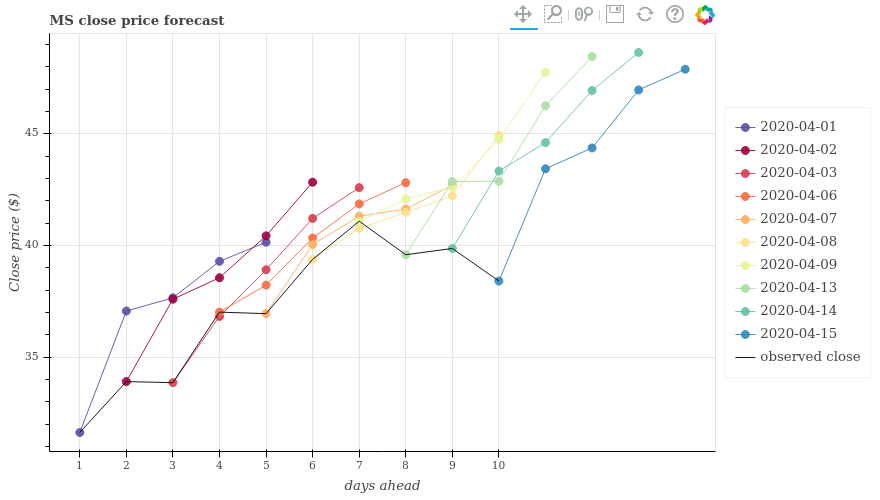 MS close price forecast
Close price ($)
45
40
35
1 2 3 4 5 6 7 8 9 10
days ahead
2020-04-01
2020-04-02
2020-04-03
2020-04-06
2020-04-07
2020-04-08
2020-04-09
2020-04-13
2020-04-14
2020-04-15
observed close